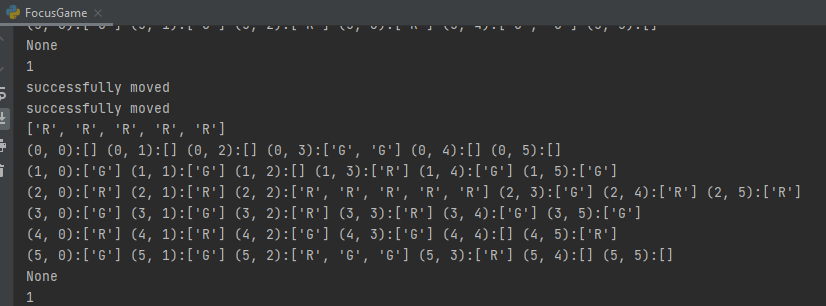 FocusGame
None
1
successfully moved
successfully moved
['R', 'R', 'R', 'R', 'R']
(0, 0):[] (0, 1):[] (0, 2):[] (0, 3):['G', 'G'] (0, 4):[] (0, 5):[]
(1, 0):['G'] (1, 1):['G'] (1, 2):[] (1, 3):['R'] (1, 4):['G'] (1, 5):['G']
(2, 0):['R'] (2, 1):['R'] (2, 2):['R', 'R', 'R', 'R', 'R'] (2, 3):['G'] (2, 4):['R'] (2, 5):['R']
(3, 0):['G'] (3, 1):['G'] (3, 2):['R'] (3, 3):['R'] (3, 4):['G'] (3, 5):['G']
(4, 0):['R'] (4, 1):['R'] (4, 2):['G'] (4, 3):['G'] (4, 4):[] (4, 5):['R']
(5, 0):['G'] (5, 1):['G'] (5, 2):['R', 'G', 'G'] (5, 3):['R'] (5, 4):[] (5, 5):[]
None
1